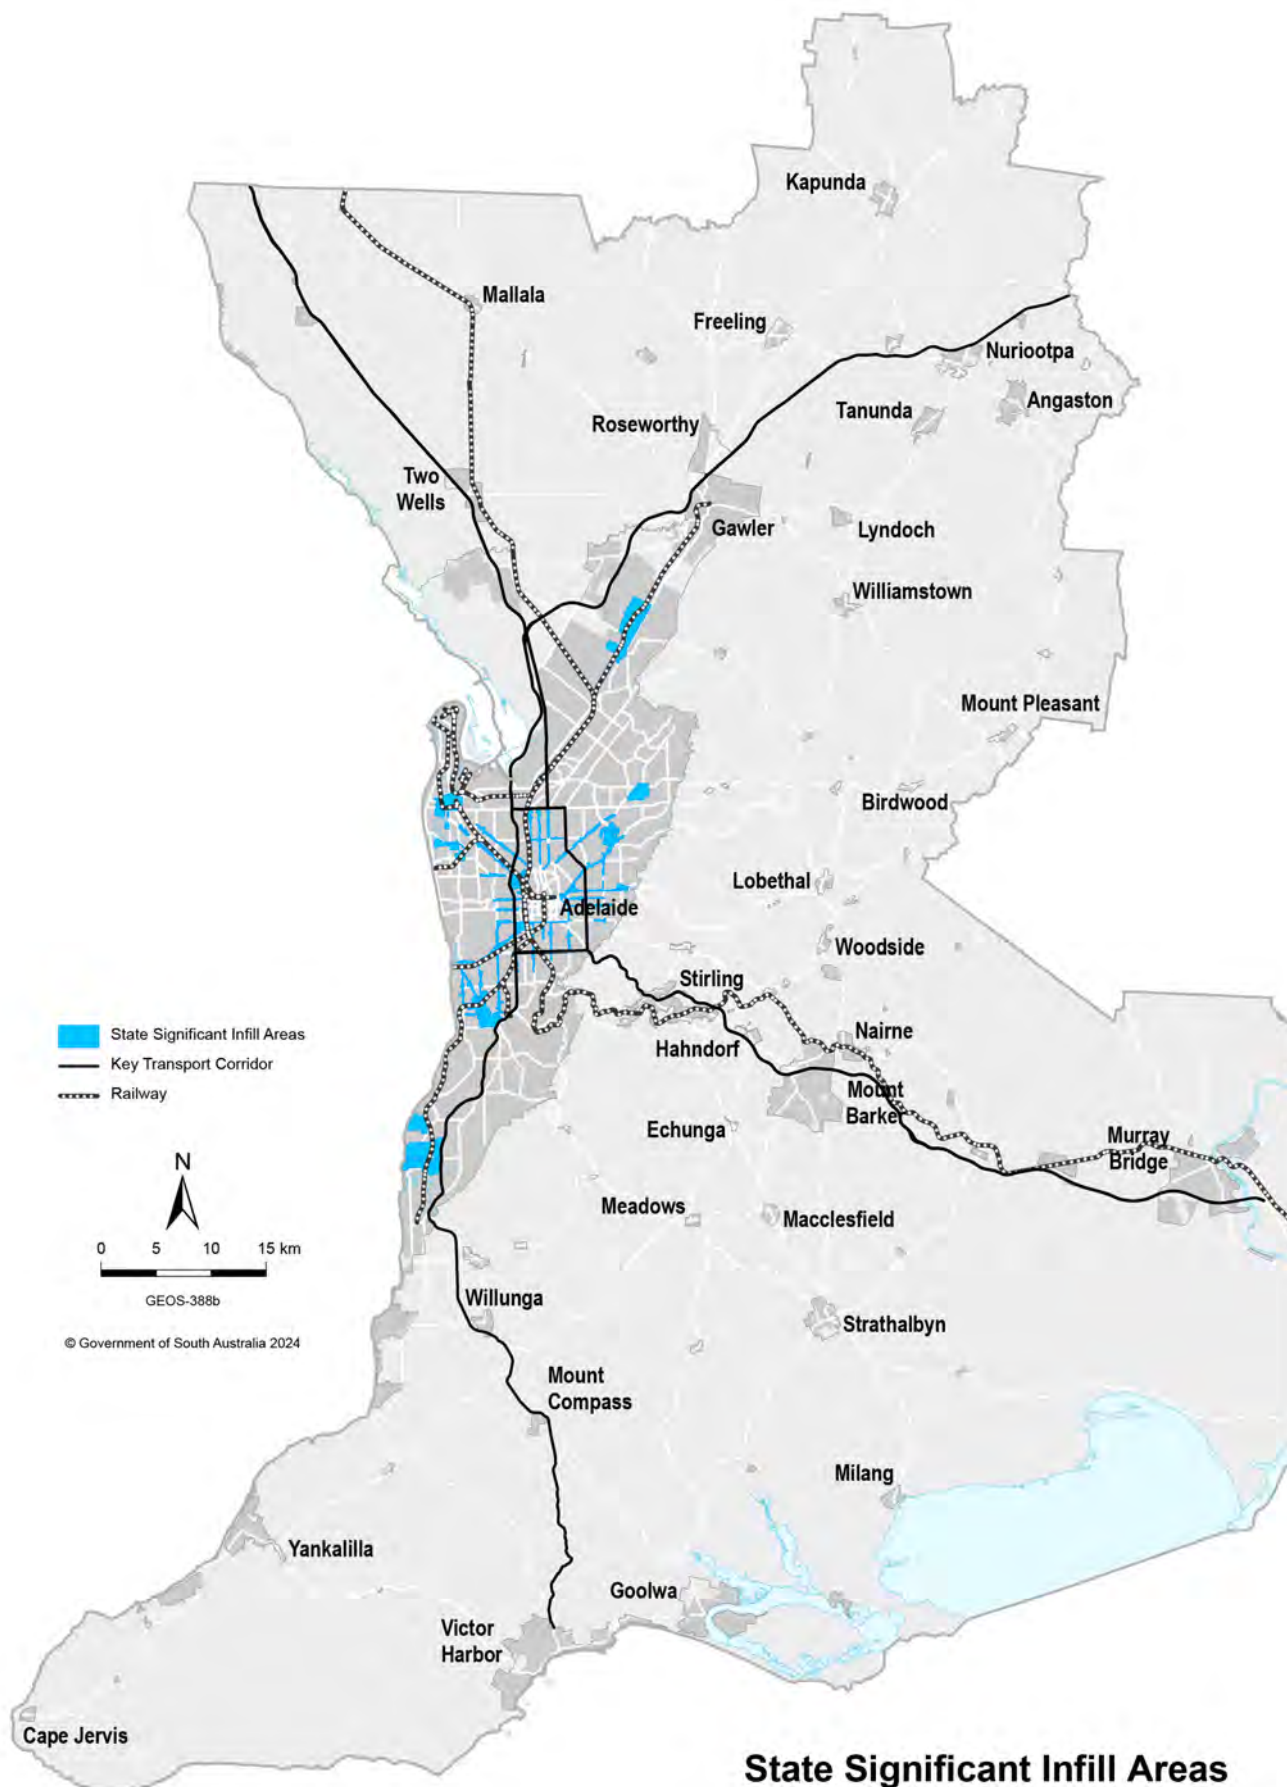 Kapunda
Mallala
Freeling
Nuriootpa
Angaston
Tanunda
Roseworthy
Two
Wells
Gawler
Lyndoch
Williamstown
Mount Pleasant
Birdwood
Lobethal
Adelaide
Woodside
Stirling
State Significant Infill Areas
Key Transport Corridor
Railway
Nairne
Hahndorf
Mount
Barker
Echunga
Murray
Bridge
N
0 5 10 15 km
GEOS-388b
© Government of South Australia 2024
Meadows
Macclesfield
Willunga
Strathalbyn
Mount
Compass
Milang
Yankalilla
Goolwa
Victor
Harbor
Cape Jervis
State Significant Infill Areas